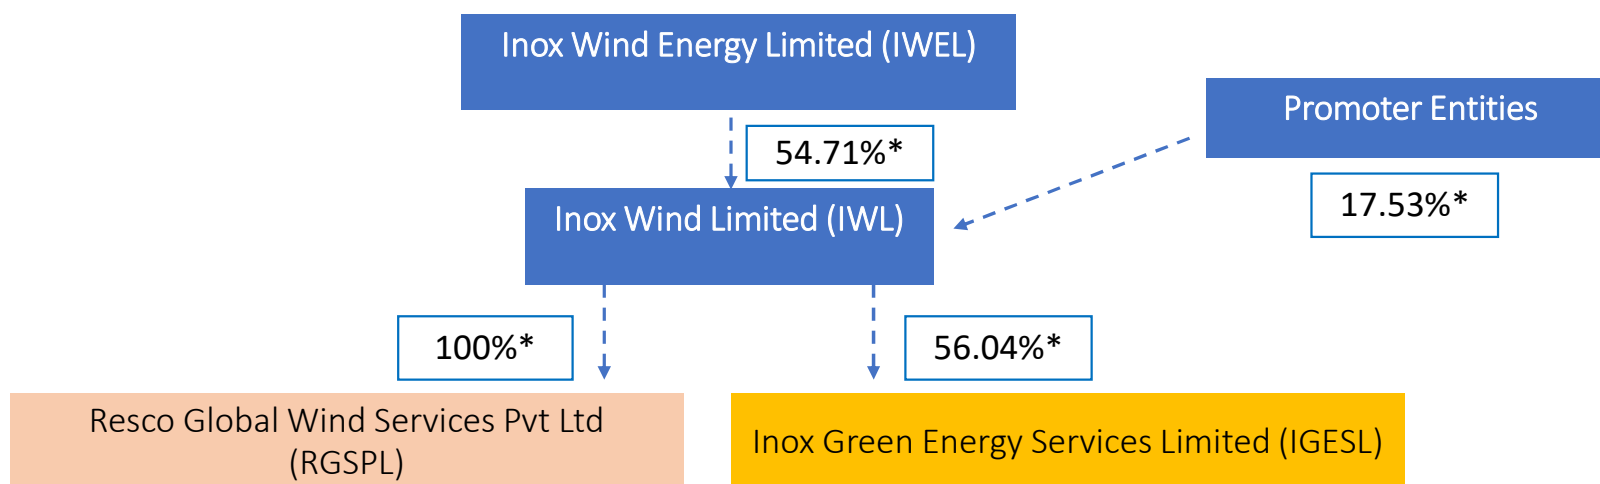 Inox Wind Energy Limited (IWEL)
Promoter Entities
54.71%*
17.53%*
Inox Wind Limited (IWL)
100%*
56.04%*
Resco Global Wind Services Pvt Ltd
(RGSPL)
Inox Green Energy Services Limited (IGESL)